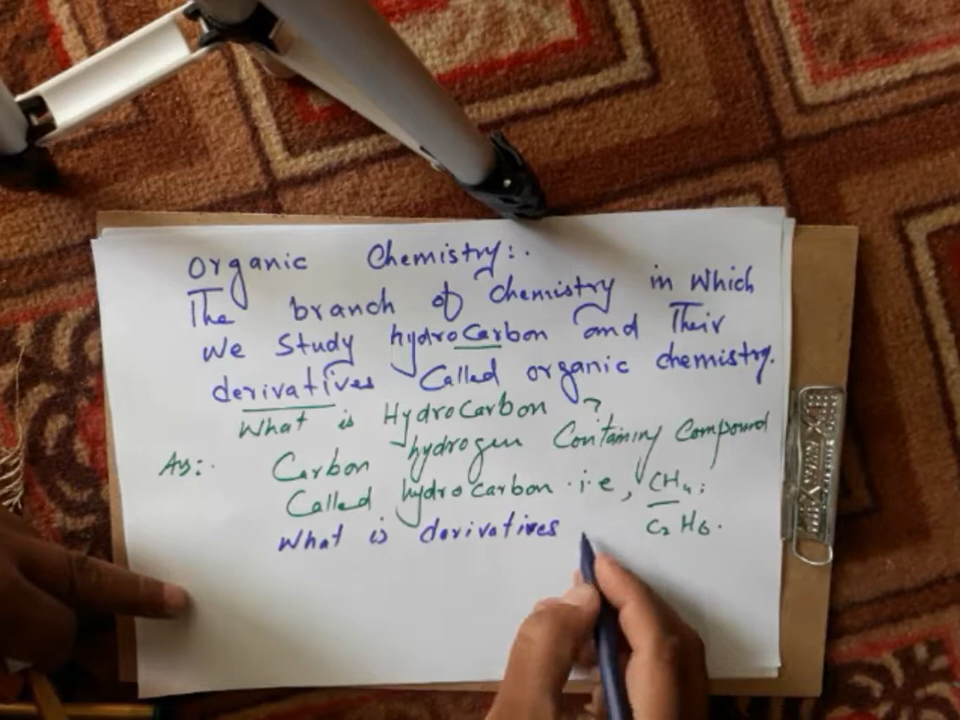 Organic Chemistry:.
The branch of chemistry in which
we study hydrocarbon and Their
derivatives Called organic chemistry.
What is HydroCarbon ?
As:. Carbon hydrogen Containing Compound
Called hydrocarbon i.e, CH4;
C2H6.
What is derivatives